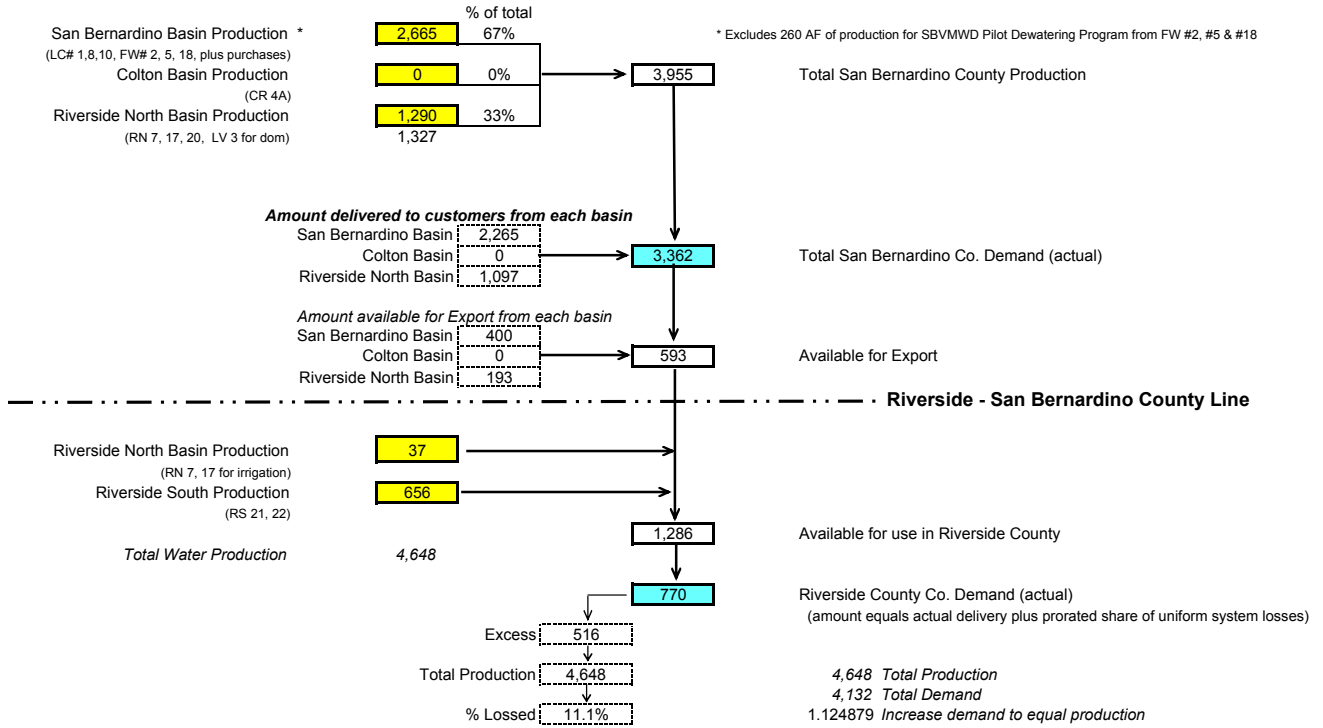 % of total
San Bernardino Basin Production * 2,665 67% * Excludes 260 AF of production for SBVMWD Pilot Dewatering Program from FW #2, #5 & #18
(LC# 1,8,10, FW# 2, 5, 18, plus purchases)
Colton Basin Production 0 0% 3,955 Total San Bernardino County Production
(CR 4A)
Riverside North Basin Production 1,290 33%
(RN 7, 17, 20, LV 3 for dom) 1,327
Amount delivered to customers from each basin
San Bernardino Basin 2,265
Colton Basin 0 3,362 Total San Bernardino Co. Demand (actual)
Riverside North Basin 1,097
Amount available for Export from each basin
San Bernardino Basin 400
Colton Basin 0 593 Available for Export
Riverside North Basin 193
Riverside - San Bernardino County Line
Riverside North Basin Production 37
(RN 7, 17 for irrigation)
Riverside South Production 656
(RS 21, 22)
1,286 Available for use in Riverside County
Total Water Production 4,648
770 Riverside County Co. Demand (actual)
(amount equals actual delivery plus prorated share of uniform system losses)
Excess 516
Total Production 4,648 4,648 Total Production
4,132 Total Demand
% Lossed 11.1% 1.124879 Increase demand to equal production